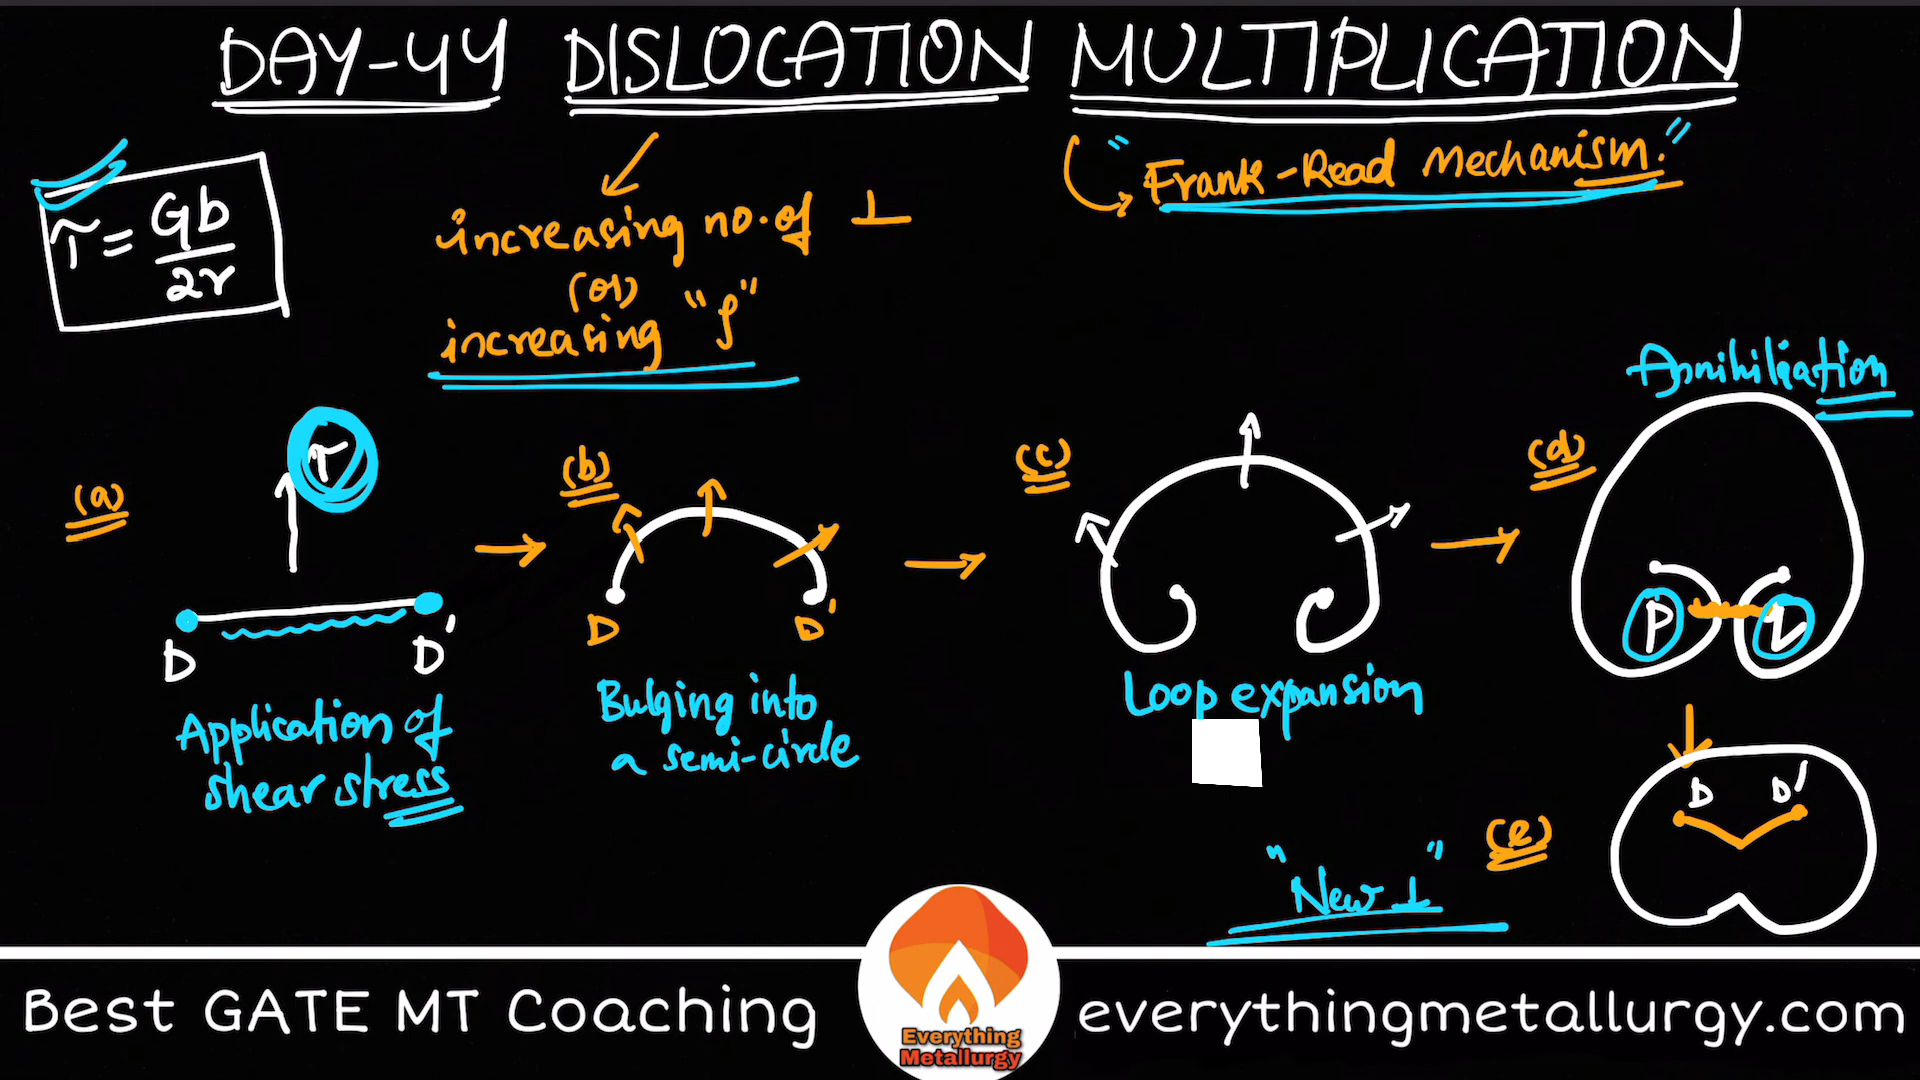 DAY-44 DISLOCATION MULTIPLICATION
"Frank-Read Mechanism."
τ = Gb/2r
increasing no. of ⊥
(or)
increasing "ρ"
Annihilation
(a)
τ
D D'
Application of
shear stress
(b)
D D'
Bulging into
a semi-circle
(c)
Loop expansion
(d)
P
(e)
D D'
"New ⊥"
Best GATE MT Coaching
Everything
Metallurgy
everythingmetallurgy.com